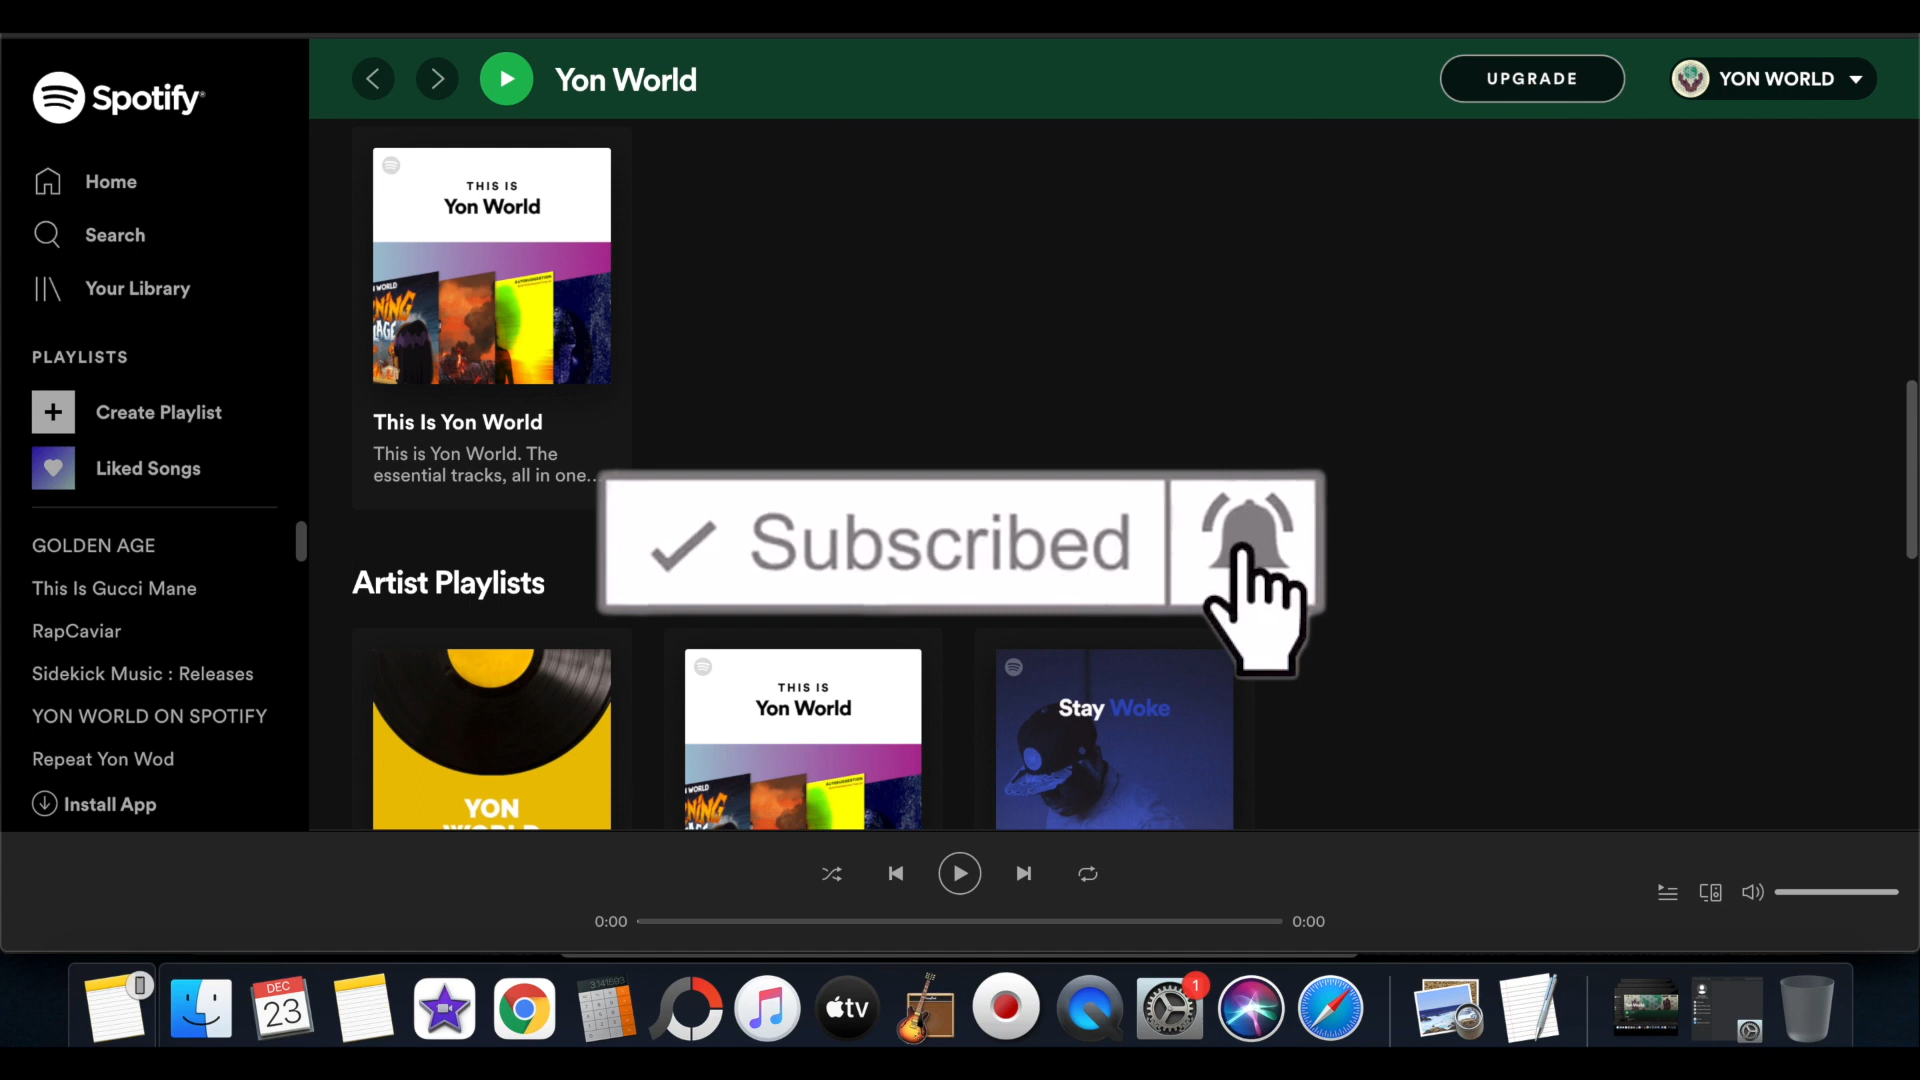 Spotify
Yon World
UPGRADE
YON WORLD
Home
Search
Your Library
PLAYLISTS
Create Playlist
Liked Songs
GOLDEN AGE
This Is Gucci Mane
RapCaviar
Sidekick Music : Releases
YON WORLD ON SPOTIFY
Repeat Yon Wod
Install App
THIS IS
Yon World
This Is Yon World
This is Yon World. The
essential tracks, all in one...
Subscribed
Artist Playlists
YON
WORLD
THIS IS
Yon World
Stay Woke
0:00
0:00
DEC
23
3.141593
tv
1